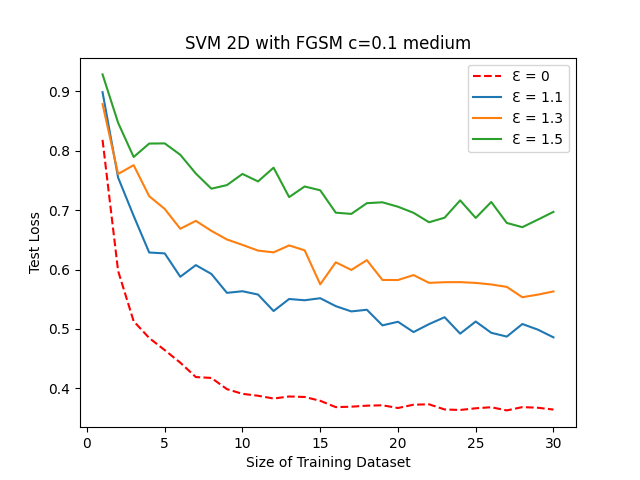 SVM 2D with FGSM c=0.1 medium
Ɛ = 0
Ɛ = 1.1
Ɛ = 1.3
Ɛ = 1.5
Test Loss
0.9
0.8
0.7
0.6
0.5
0.4
0
5
10
15
20
25
30
Size of Training Dataset